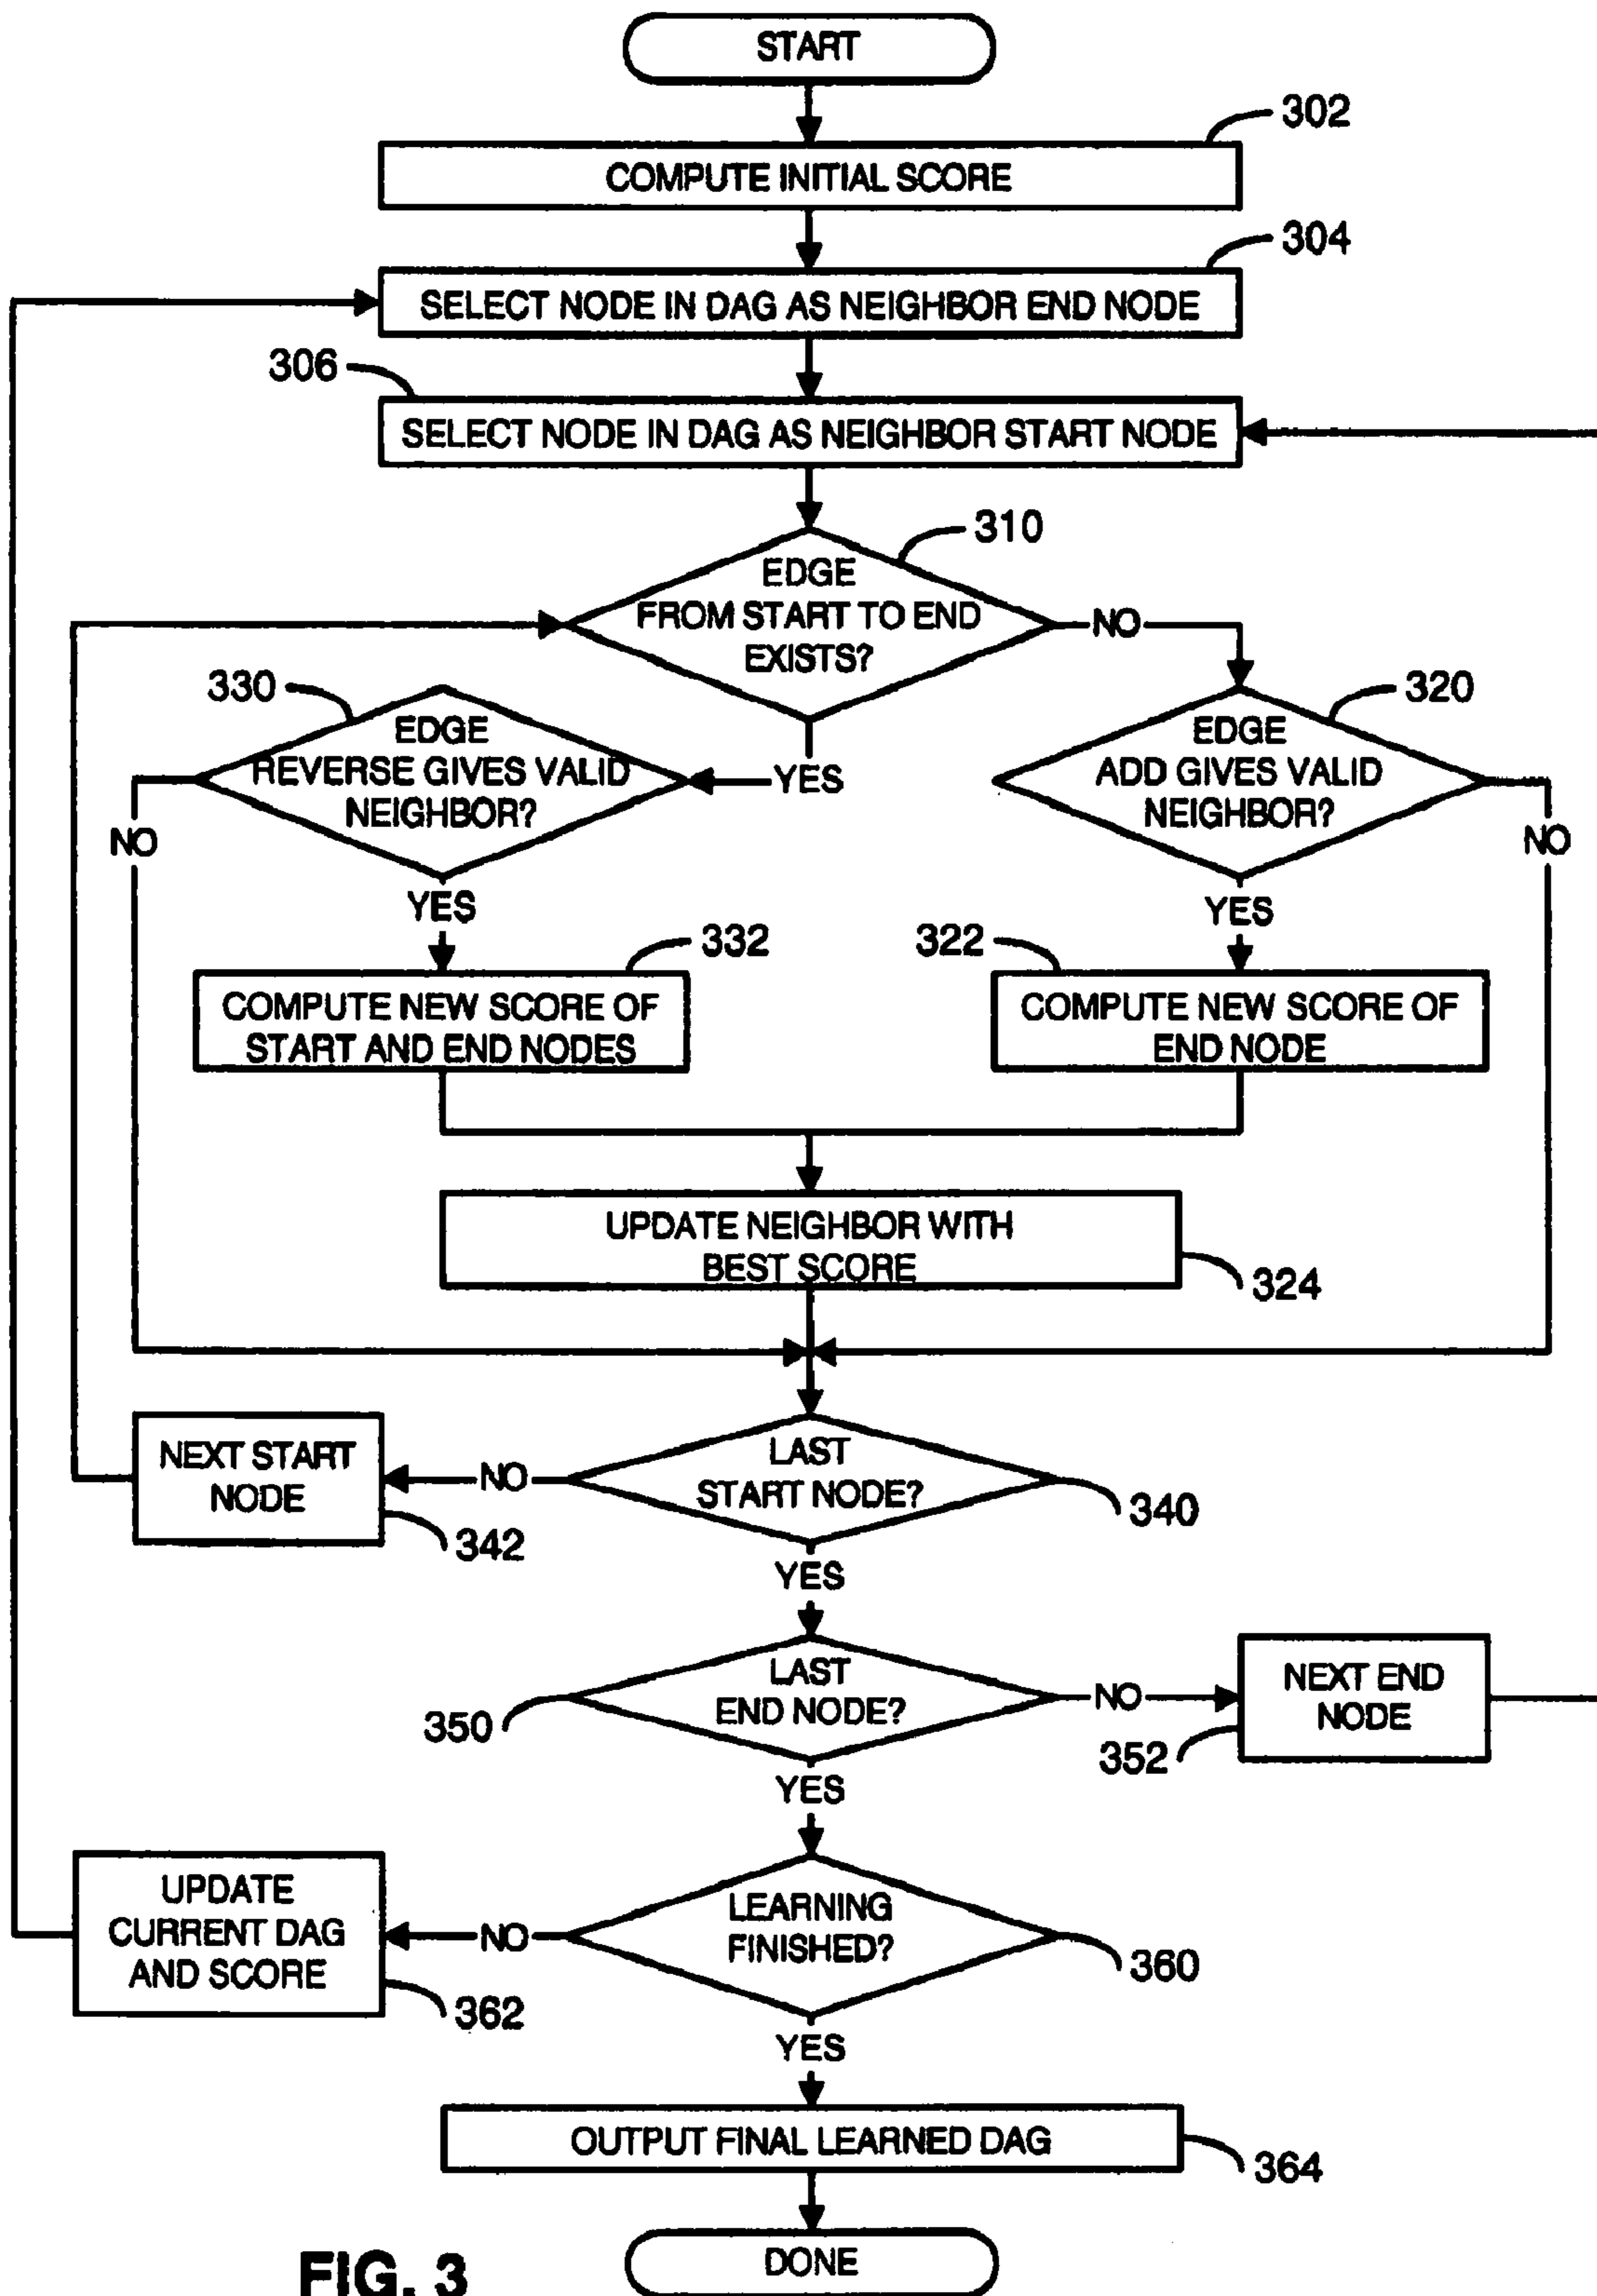 START
302
COMPUTE INITIAL SCORE
304
SELECT NODE IN DAG AS NEIGHBOR END NODE
306
SELECT NODE IN DAG AS NEIGHBOR START NODE
310
EDGE
FROM START TO END
EXISTS?
NO
330
EDGE
REVERSE GIVES VALID
NEIGHBOR?
YES
320
EDGE
ADD GIVES VALID
NEIGHBOR?
NO
NO
YES
YES
332
COMPUTE NEW SCORE OF
START AND END NODES
322
COMPUTE NEW SCORE OF
END NODE
UPDATE NEIGHBOR WITH
BEST SCORE
324
NEXT START
NODE
342
NO
LAST
START NODE?
340
YES
LAST
END NODE?
350
NO
NEXT END
NODE
352
YES
UPDATE
CURRENT DAG
AND SCORE
362
NO
LEARNING
FINISHED?
360
YES
OUTPUT FINAL LEARNED DAG
364
DONE
FIG. 3